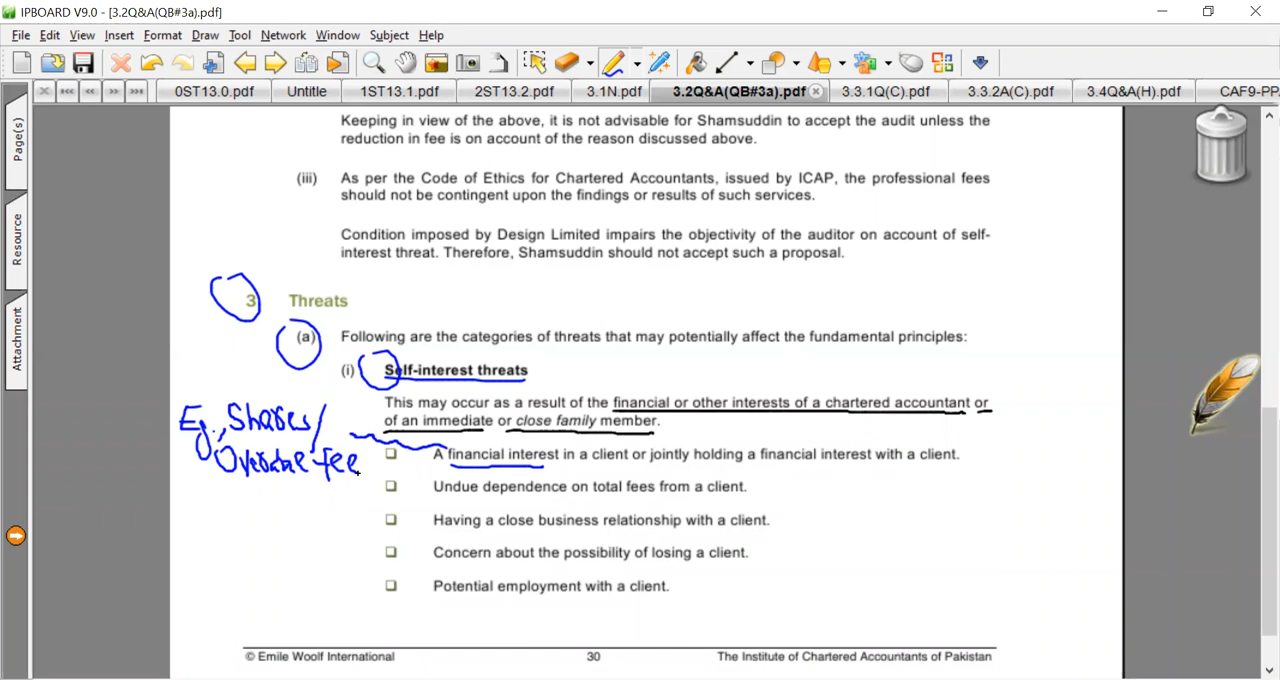 IPBOARD V9.0 - [3.2Q&A(QB#3a).pdf]
File Edit View Insert Format Draw Tool Network Window Subject Help
0ST13.0.pdf Untitle 1ST13.1.pdf 2ST13.2.pdf 3.1N.pdf 3.2Q&A(QB#3a).pdf 3.3.1Q(C).pdf 3.3.2A(C).pdf 3.4Q&A(H).pdf CAF9-PP
Page(s)
Resource
Attachment
Keeping in view of the above, it is not advisable for Shamsuddin to accept the audit unless the
reduction in fee is on account of the reason discussed above.
(iii) As per the Code of Ethics for Chartered Accountants, issued by ICAP, the professional fees
should not be contingent upon the findings or results of such services.
Condition imposed by Design Limited impairs the objectivity of the auditor on account of self-
interest threat. Therefore, Shamsuddin should not accept such a proposal.
3 Threats
(a) Following are the categories of threats that may potentially affect the fundamental principles:
(i) Self-interest threats
This may occur as a result of the financial or other interests of a chartered accountant or
of an immediate or close family member.
Eg., Shares/
fee
A financial interest in a client or jointly holding a financial interest with a client.
Undue dependence on total fees from a client.
Having a close business relationship with a client.
Concern about the possibility of losing a client.
Potential employment with a client.
© Emile Woolf International 30 The Institute of Chartered Accountants of Pakistan